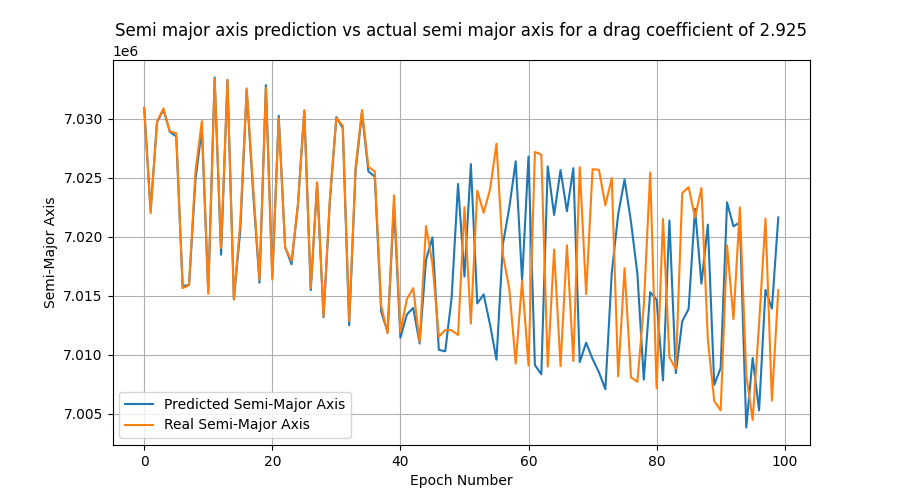 Semi major axis prediction vs actual semi major axis for a drag coefficient of 2.925
1e6
7.030
7.025
7.020
7.015
7.010
7.005
Semi-Major Axis
Predicted Semi-Major Axis
Real Semi-Major Axis
0 20 40 60 80 100
Epoch Number